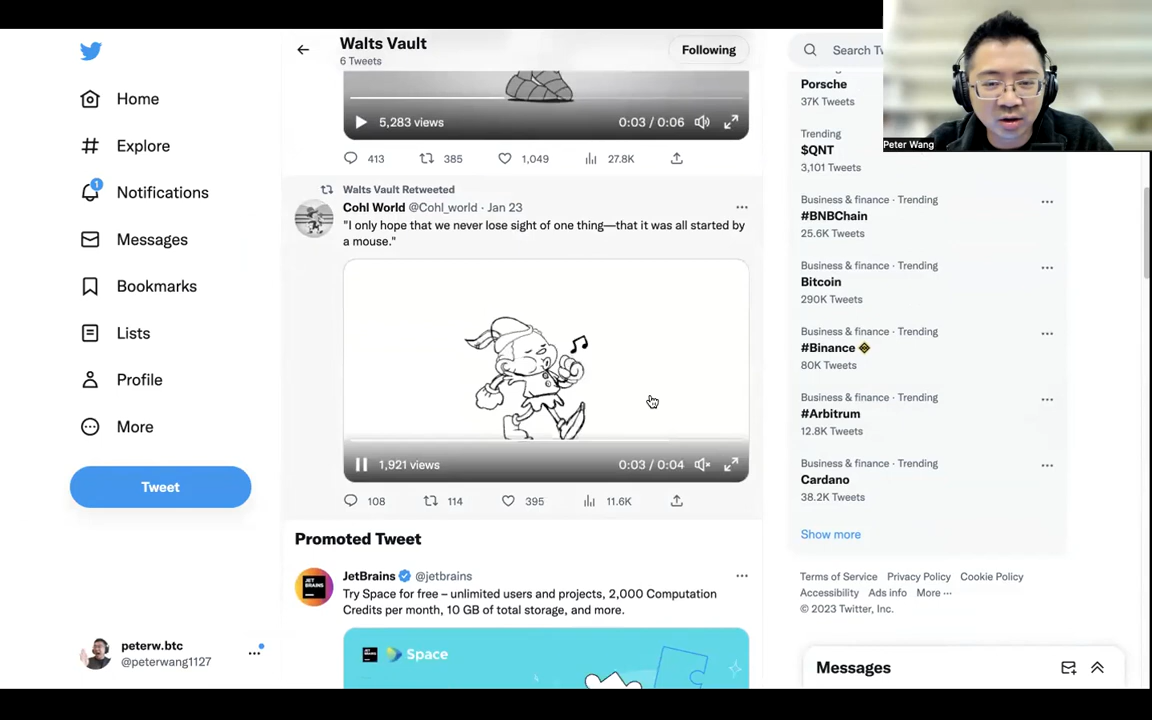 Walts Vault
6 Tweets
Following
Search Tw
Home
Explore
1
Notifications
Messages
Bookmarks
Lists
Profile
More
Tweet
peterw.btc
@peterwang1127
5,283 views
0:03 / 0:06
413
385
1,049
27.8K
Walts Vault Retweeted
Cohl World @Cohl_world · Jan 23
"I only hope that we never lose sight of one thing—that it was all started by
a mouse."
1,921 views
0:03 / 0:04
108
114
395
11.6K
Promoted Tweet
JetBrains @jetbrains
Try Space for free – unlimited users and projects, 2,000 Computation
Credits per month, 10 GB of total storage, and more.
JET
BRAINS
Space
Porsche
37K Tweets
Trending
$QNT
3,101 Tweets
Business & finance · Trending
#BNBChain
25.6K Tweets
Business & finance · Trending
Bitcoin
290K Tweets
Business & finance · Trending
#Binance
80K Tweets
Business & finance · Trending
#Arbitrum
12.8K Tweets
Business & finance · Trending
Cardano
38.2K Tweets
Show more
Terms of Service Privacy Policy Cookie Policy
Accessibility Ads info More ···
© 2023 Twitter, Inc.
Messages
Peter Wang